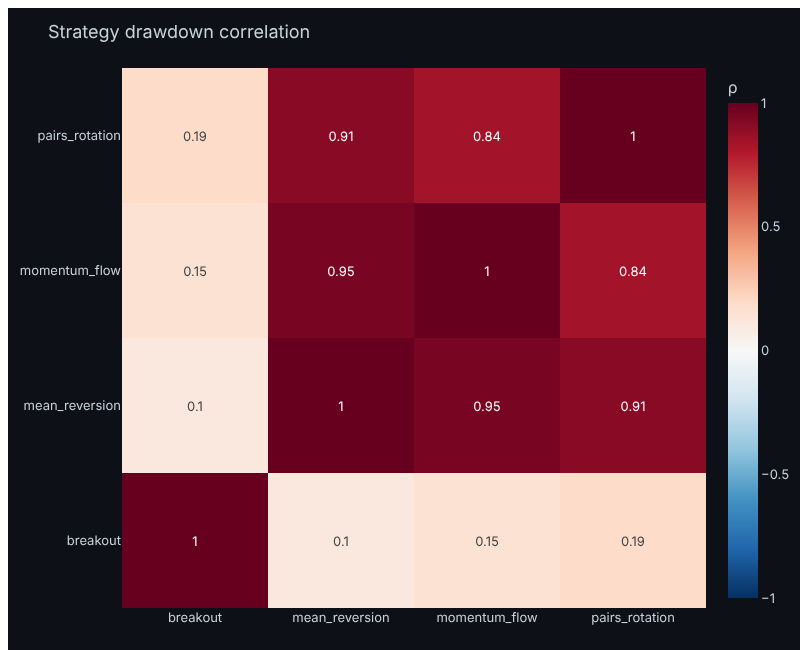 Strategy drawdown correlation
ρ
pairs_rotation 0.19 0.91 0.84 1
momentum_flow 0.15 0.95 1 0.84
mean_reversion 0.1 1 0.95 0.91
breakout 1 0.1 0.15 0.19
breakout mean_reversion momentum_flow pairs_rotation
1
0.5
0
−0.5
−1